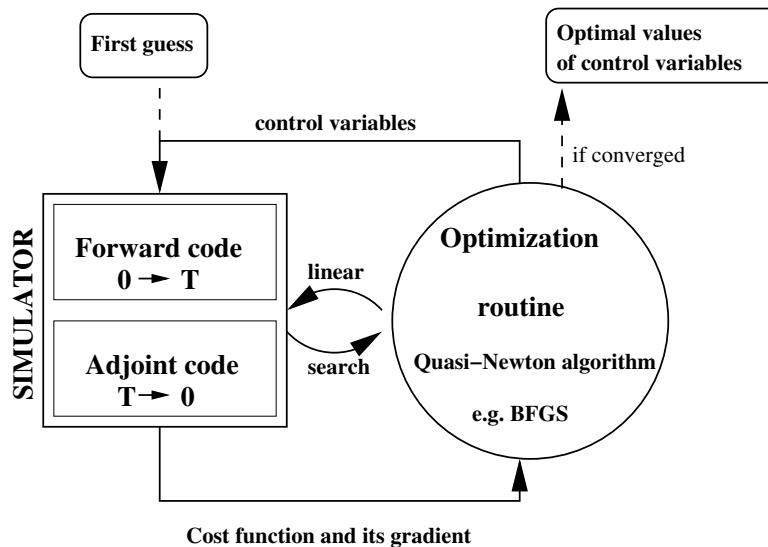 First guess
Optimal values
of control variables
control variables
if converged
SIMULATOR
Forward code
0 → T
Adjoint code
T → 0
linear
search
Optimization
routine
Quasi−Newton algorithm
e.g. BFGS
Cost function and its gradient